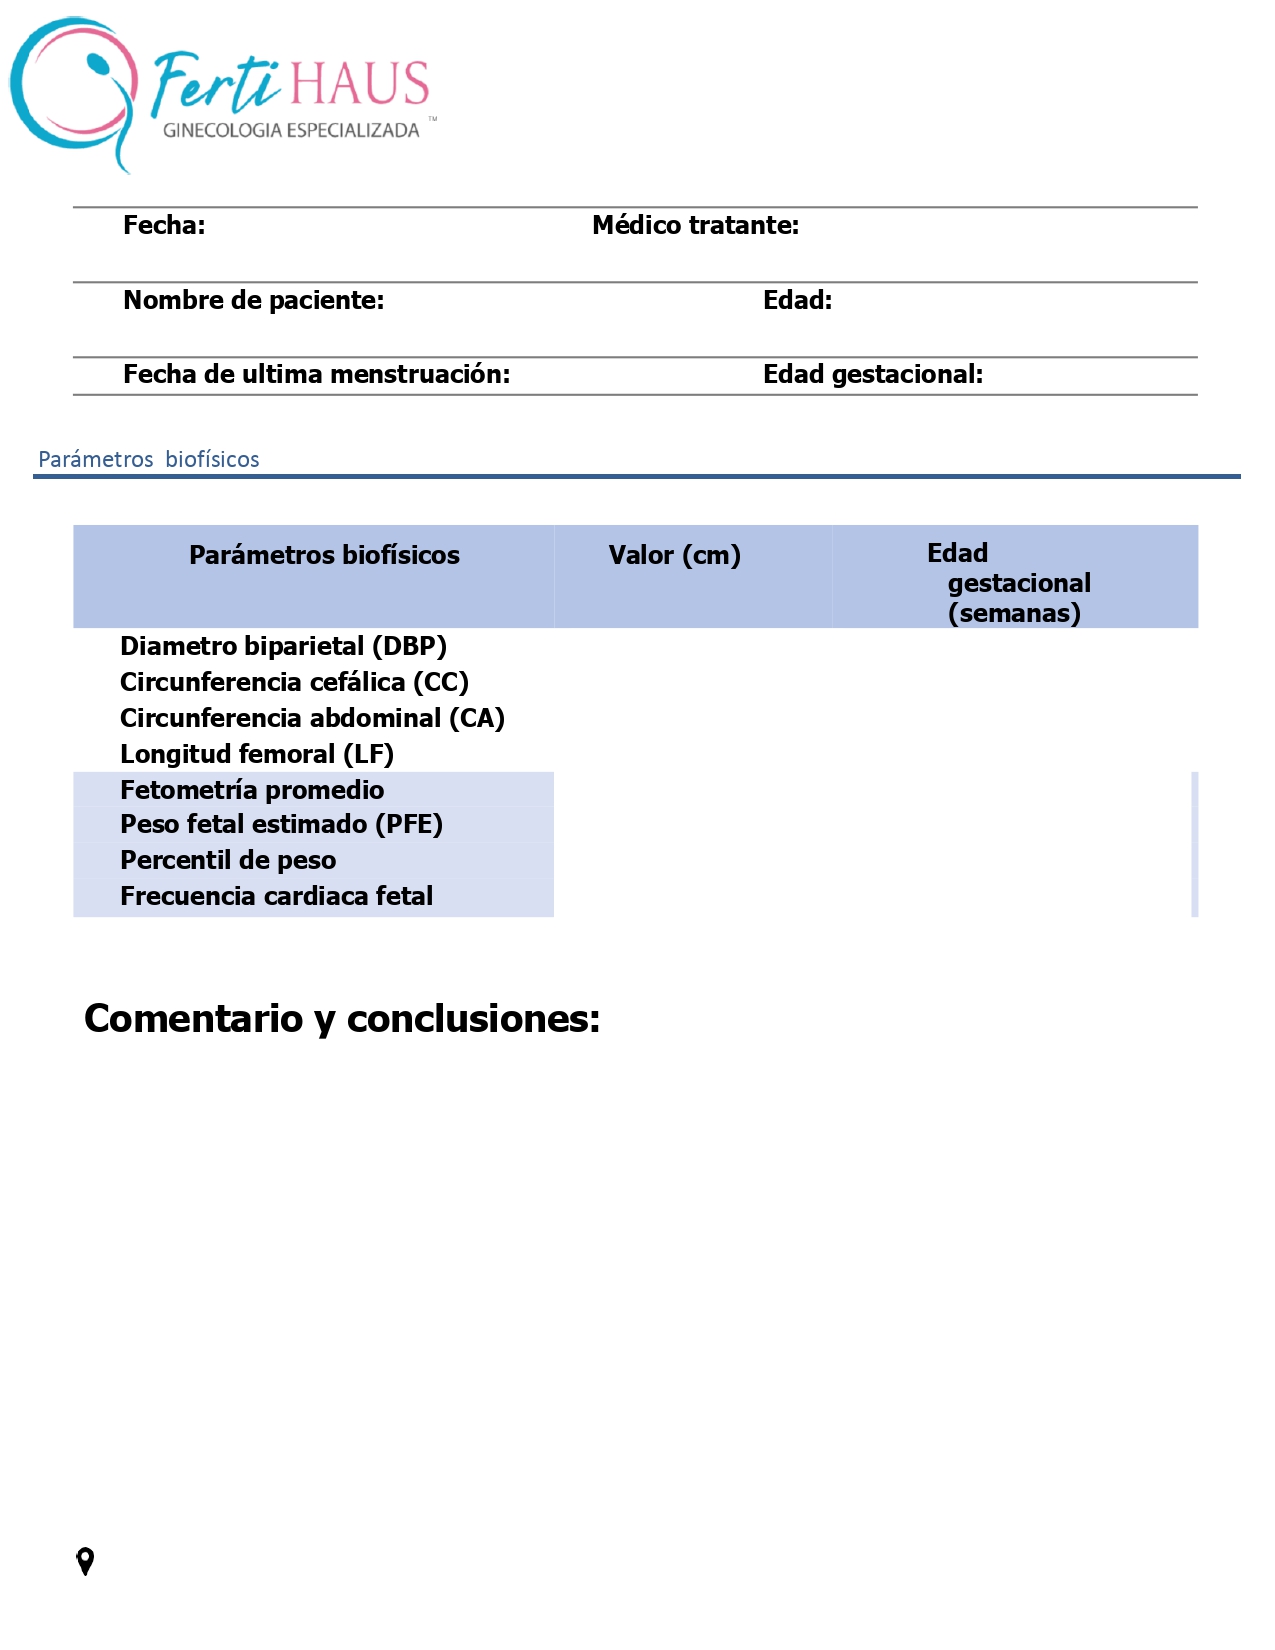 Ferti HAUS
GINECOLOGIA ESPECIALIZADA ™
Fecha: Médico tratante:
Nombre de paciente: Edad:
Fecha de ultima menstruación: Edad gestacional:
Parámetros biofísicos
Parámetros biofísicos Valor (cm) Edad
gestacional
(semanas)
Diametro biparietal (DBP)
Circunferencia cefálica (CC)
Circunferencia abdominal (CA)
Longitud femoral (LF)
Fetometría promedio
Peso fetal estimado (PFE)
Percentil de peso
Frecuencia cardiaca fetal
Comentario y conclusiones: